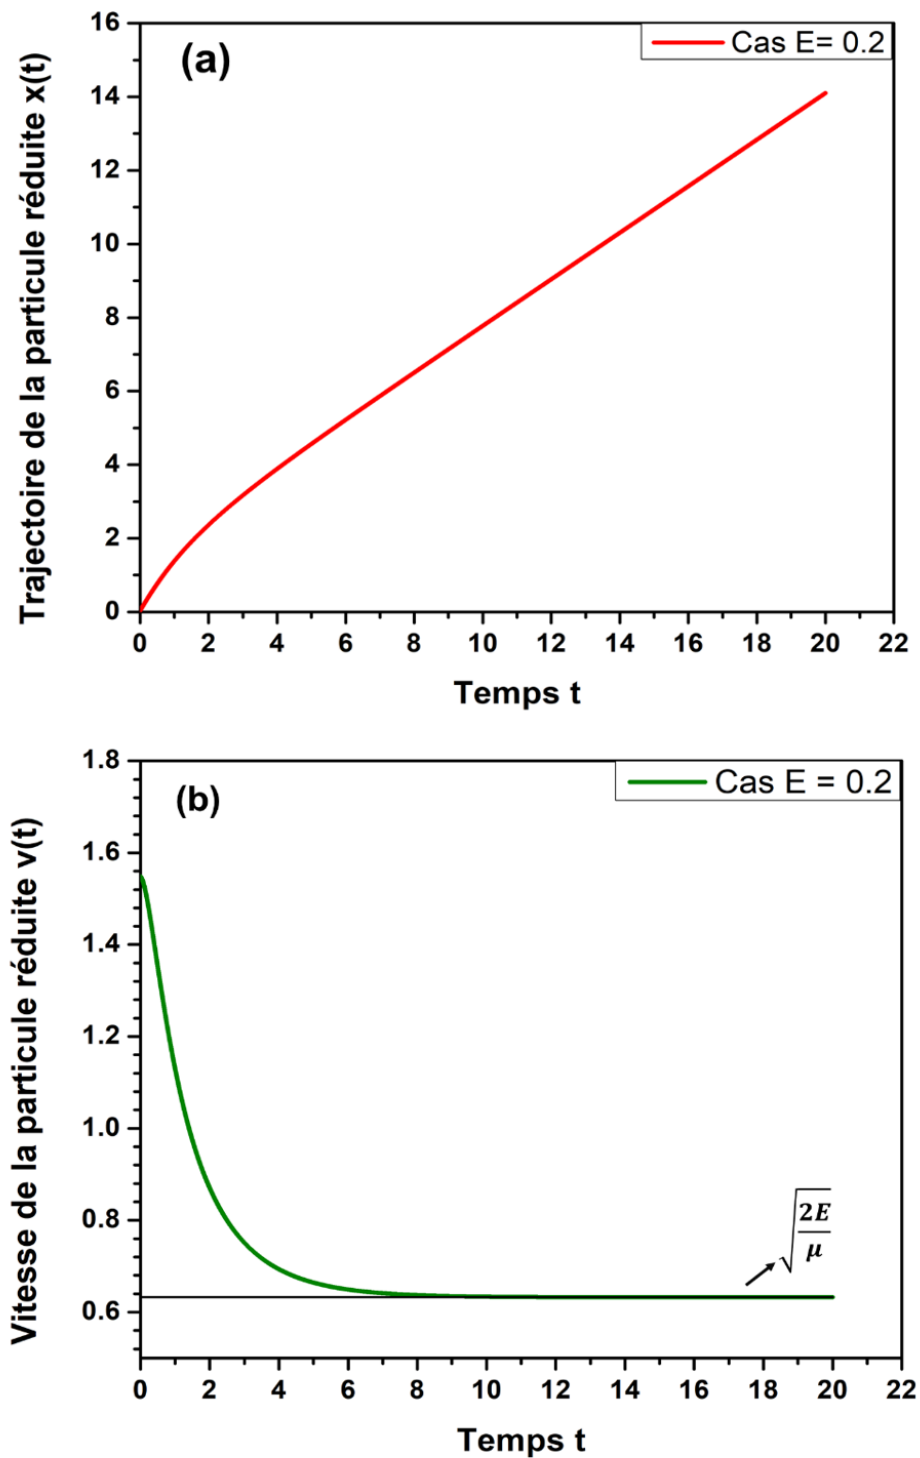 16
14
12
10
8
6
4
2
0
(a)
Cas E= 0.2
Trajectoire de la particule réduite x(t)
0 2 4 6 8 10 12 14 16 18 20 22
Temps t
1.8
1.6
1.4
1.2
1.0
0.8
0.6
(b)
Cas E = 0.2
Vitesse de la particule réduite v(t)
√(2E/μ)
0 2 4 6 8 10 12 14 16 18 20 22
Temps t